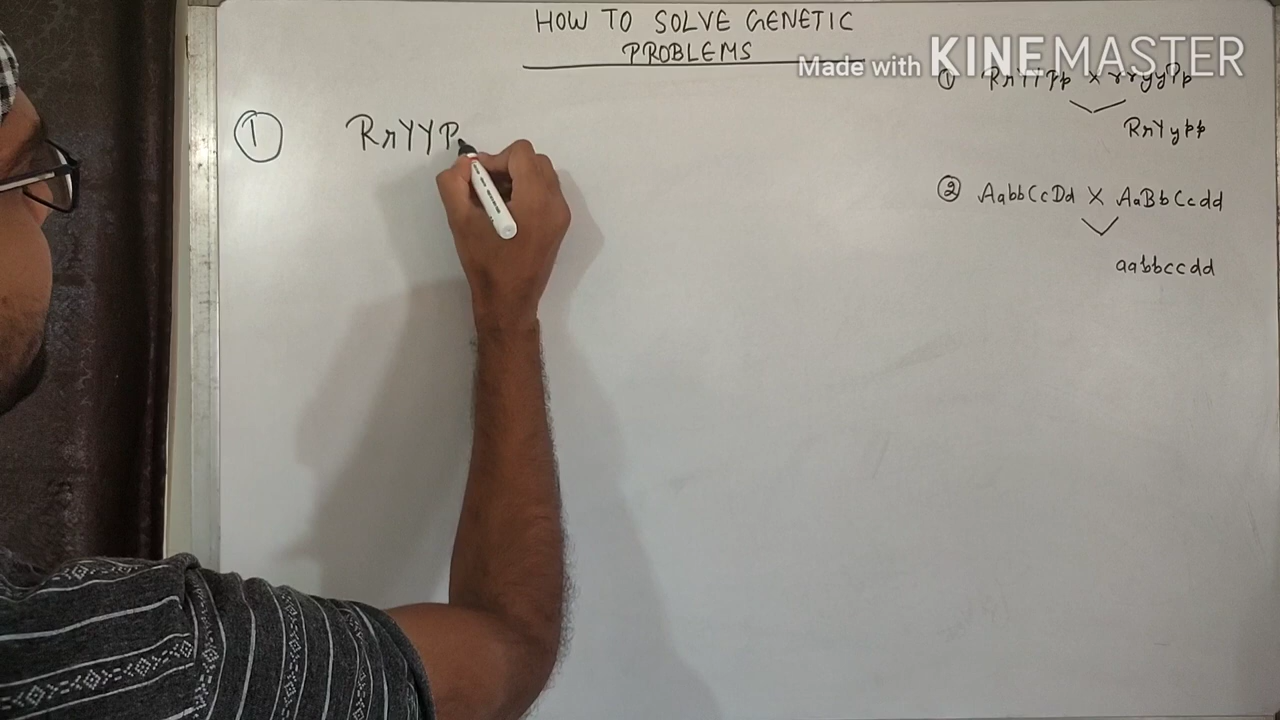 HOW TO SOLVE GENETIC
PROBLEMS
Made with KINEMASTER
① RrYYPp × rryyPp
RrYypp
① RrYYP
② AabbCcDd × AaBbCcdd
aabbccdd